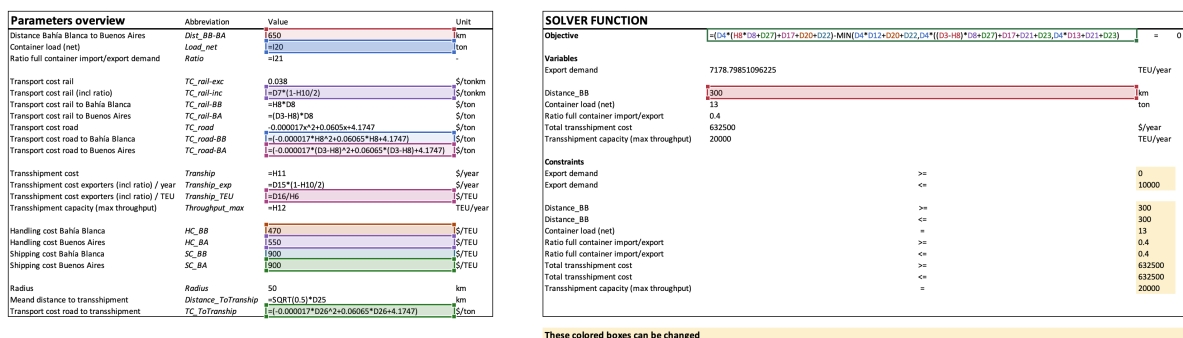 Parameters overview Abbreviation Value Unit
Distance Bahía Blanca to Buenos Aires Dist_BB-BA 650 km
Container load (net) Load_net =I20 ton
Ratio full container import/export demand Ratio =I21 -
Transport cost rail TC_rail-exc 0.038 $/tonkm
Transport cost rail (incl ratio) TC_rail-inc =D7*(1-H10/2) $/tonkm
Transport cost rail to Bahía Blanca TC_rail-BB =H8*D8 $/ton
Transport cost rail to Buenos Aires TC_rail-BA =(D3-H8)*D8 $/ton
Transport cost road TC_road -0.000017x^2+0.0605x+4.1747 $/ton
Transport cost road to Bahía Blanca TC_road-BB =(-0.000017*H8^2+0.06065*H8+4.1747) $/ton
Transport cost road to Buenos Aires TC_road-BA =(-0.000017*(D3-H8)^2+0.06065*(D3-H8)+4.1747) $/ton
Transshipment cost Tranship =H11 $/year
Transshipment cost exporters (incl ratio) / year Tranship_exp =D15*(1-H10/2) $/year
Transshipment cost exporters (incl ratio) / TEU Tranship_TEU =D16/H6 $/TEU
Transshipment capacity (max throughput) Throughput_max =H12 TEU/year
Handling cost Bahía Blanca HC_BB 470 $/TEU
Handling cost Buenos Aires HC_BA 550 $/TEU
Shipping cost Bahía Blanca SC_BB 900 $/TEU
Shipping cost Buenos Aires SC_BA 900 $/TEU
Radius Radius 50 km
Meand distance to transshipment Distance_ToTranship =SQRT(0.5)*D25 km
Transport cost road to transshipment TC_ToTranship =(-0.000017*D26^2+0.06065*D26+4.1747) $/ton
SOLVER FUNCTION
Objective =(D4*(H8*D8+D27)+D17+D20+D22)-MIN(D4*D12+D20+D22,D4*((D3-H8)*D8+D27)+D17+D21+D23,D4*D13+D21+D23) = 0
Variables
Export demand 7178.79851096225 TEU/year
Distance_BB 300 km
Container load (net) 13 ton
Ratio full container import/export 0.4
Total transshipment cost 632500 $/year
Transshipment capacity (max throughput) 20000 TEU/year
Constraints
Export demand >= 0
Export demand <= 10000
Distance_BB >= 300
Distance_BB <= 300
Container load (net) = 13
Ratio full container import/export >= 0.4
Ratio full container import/export <= 0.4
Total transshipment cost >= 632500
Total transshipment cost <= 632500
Transshipment capacity (max throughput) = 20000
These colored boxes can be changed